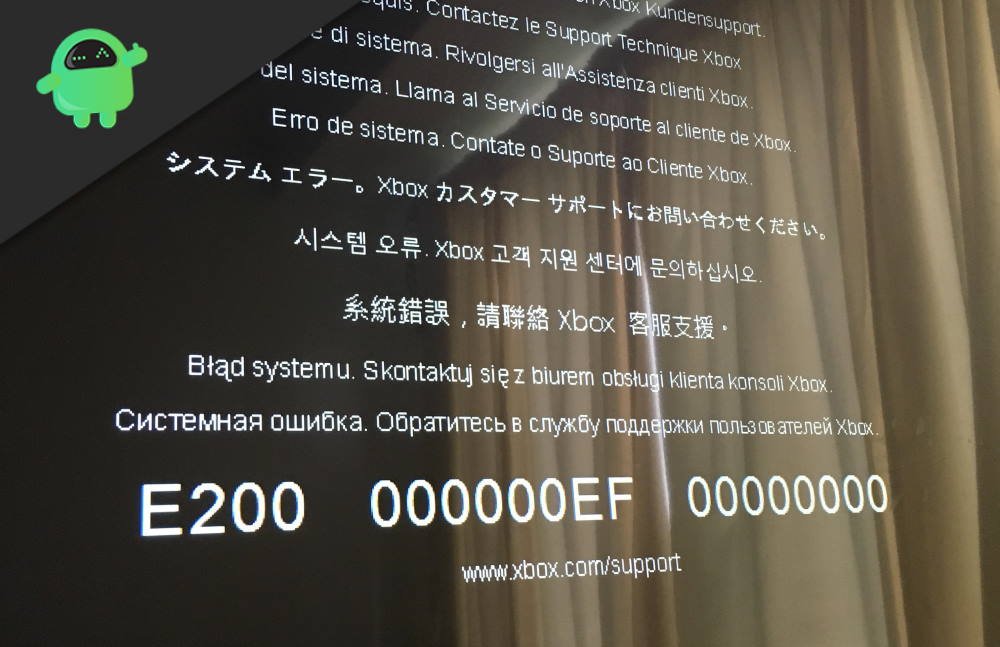 Xbox Kundensupport.
Contactez le Support Technique Xbox
di sistema. Rivolgersi all'Assistenza clienti Xbox.
del sistema. Llama al Servicio de soporte al cliente de Xbox.
Erro de sistema. Contate o Suporte ao Cliente Xbox.
システム エラー。Xbox カスタマー サポートにお問い合わせください。
시스템 오류. Xbox 고객 지원 센터에 문의하십시오.
系統錯誤，請聯絡 Xbox 客服支援。
Błąd systemu. Skontaktuj się z biurem obsługi klienta konsoli Xbox.
Системная ошибка. Обратитесь в службу поддержки пользователей Xbox.
E200 000000EF 00000000
www.xbox.com/support